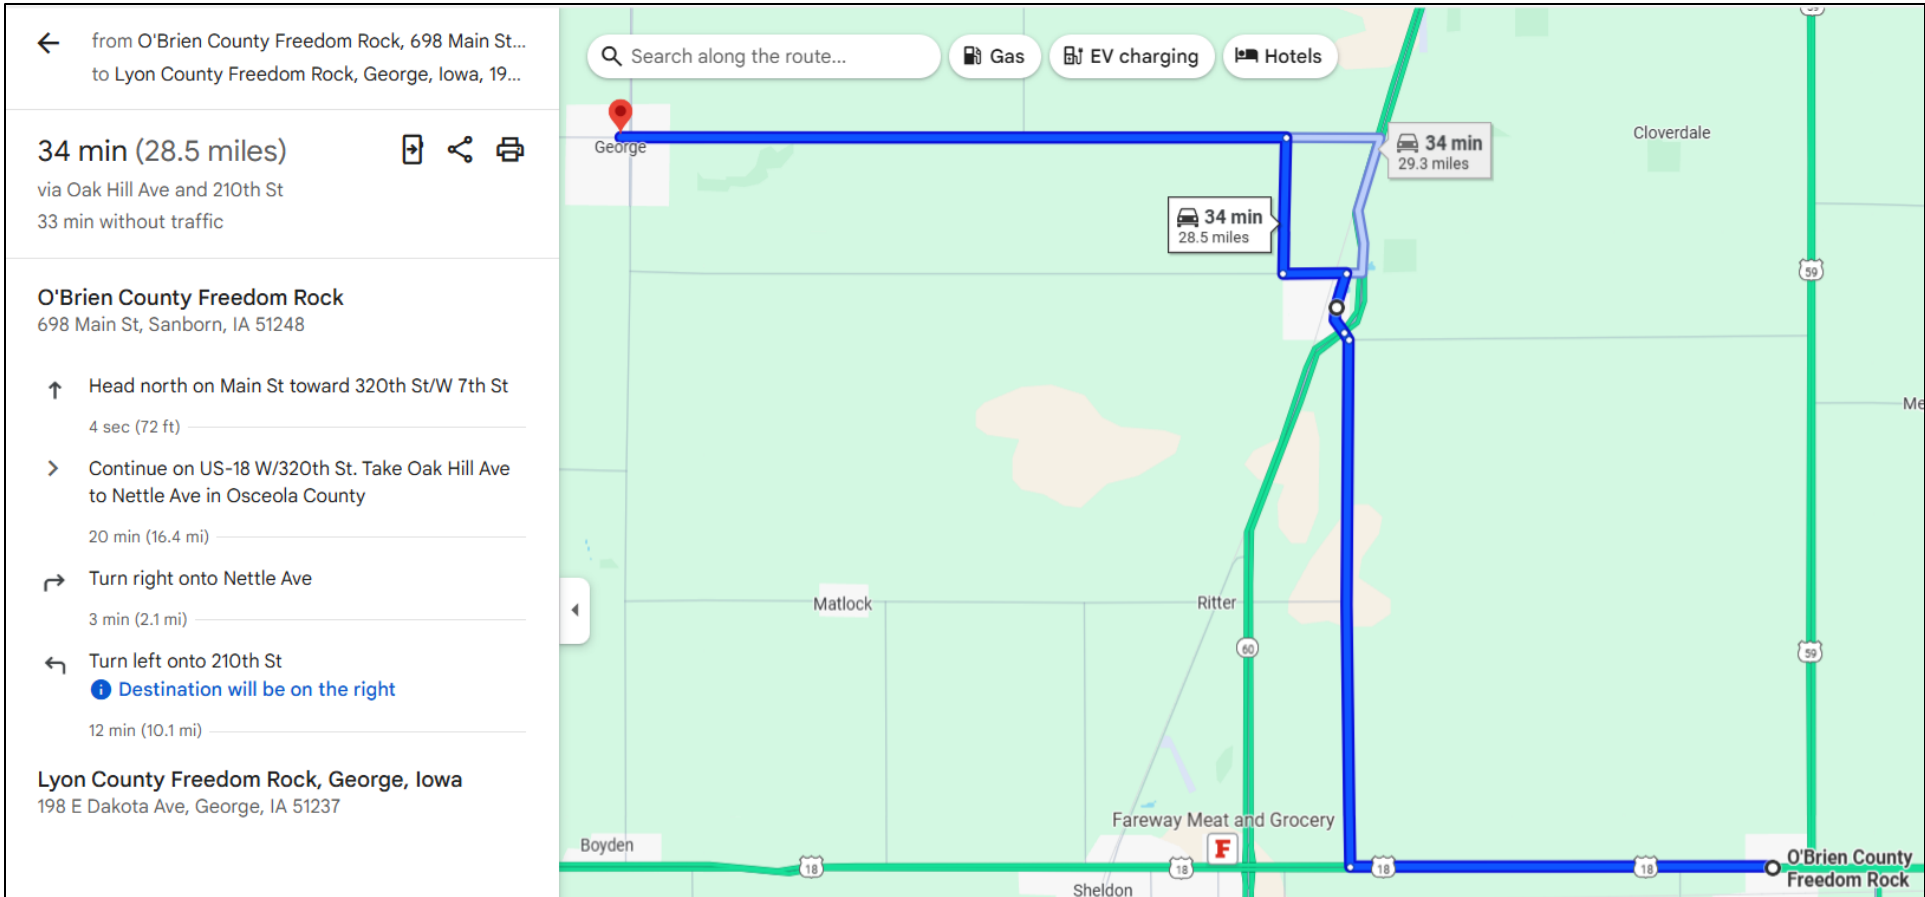 from O'Brien County Freedom Rock, 698 Main St...
to Lyon County Freedom Rock, George, Iowa, 19...
34 min (28.5 miles)
via Oak Hill Ave and 210th St
33 min without traffic
O'Brien County Freedom Rock
698 Main St, Sanborn, IA 51248
Head north on Main St toward 320th St/W 7th St
4 sec (72 ft)
Continue on US-18 W/320th St. Take Oak Hill Ave
to Nettle Ave in Osceola County
20 min (16.4 mi)
Turn right onto Nettle Ave
3 min (2.1 mi)
Turn left onto 210th St
Destination will be on the right
12 min (10.1 mi)
Lyon County Freedom Rock, George, Iowa
198 E Dakota Ave, George, IA 51237
Search along the route...
Gas
EV charging
Hotels
59
George
34 min
29.3 miles
Cloverdale
34 min
28.5 miles
59
Me
Matlock
Ritter
60
59
Fareway Meat and Grocery
F
Boyden
18
18
18
18
Sheldon
O'Brien County
Freedom Rock